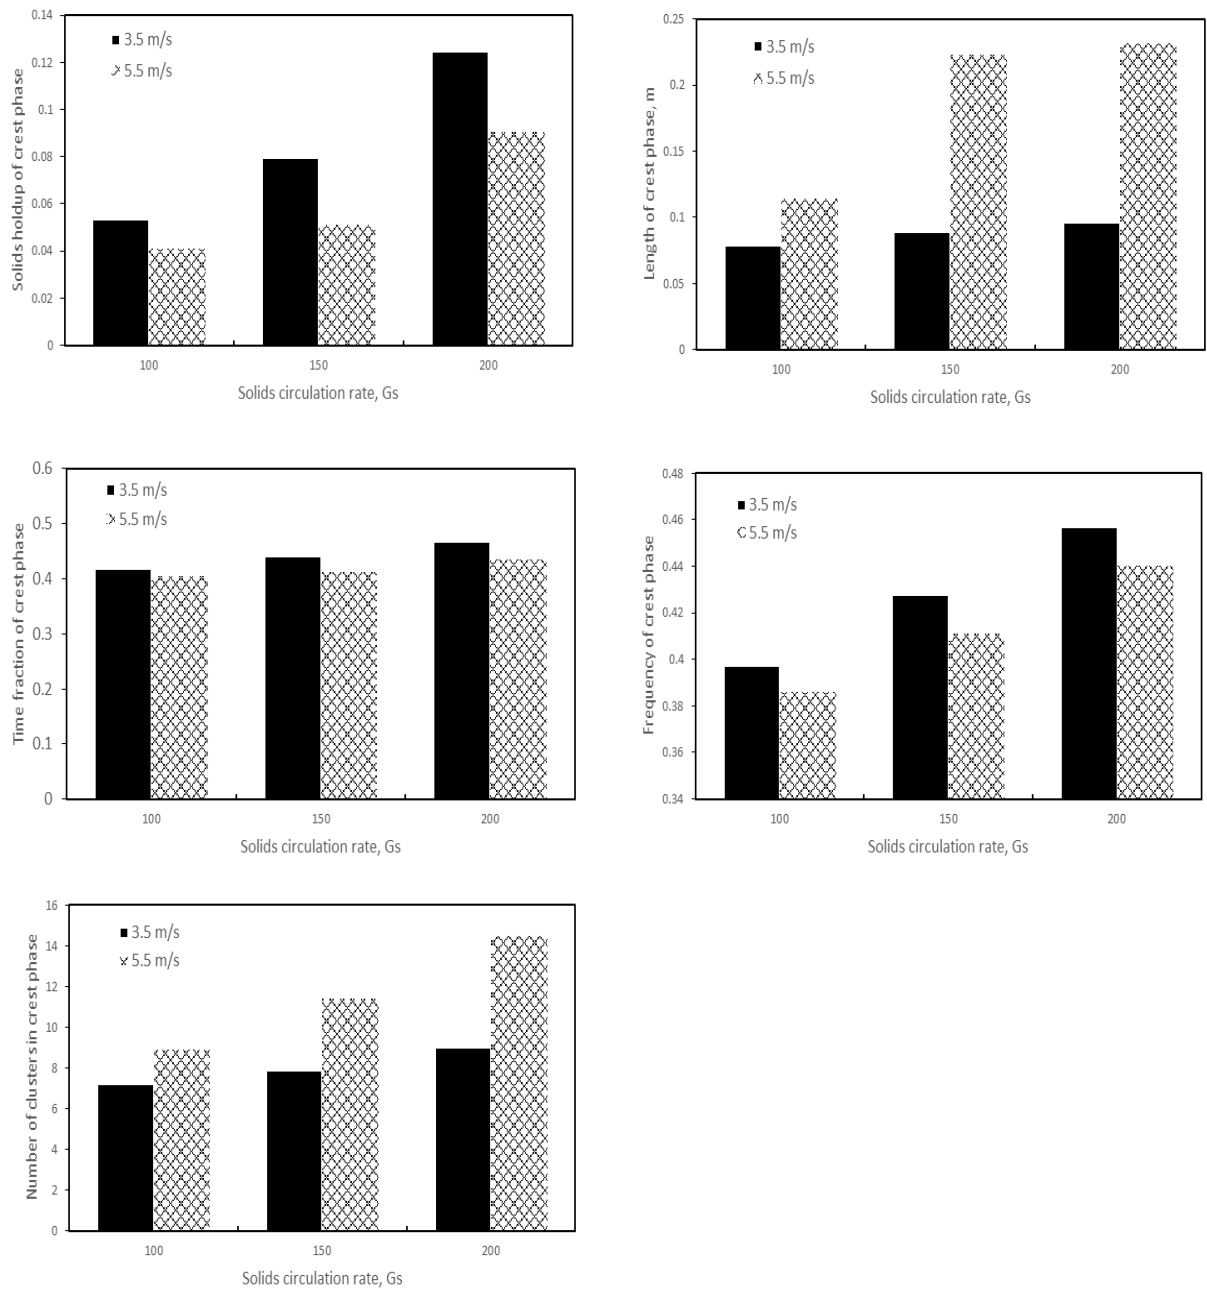 0.14
0.12
0.1
0.08
0.06
0.04
0.02
0
Solids holdup of crest phase
3.5 m/s
5.5 m/s
100
150
200
Solids circulation rate, Gs
0.25
0.2
0.15
0.1
0.05
0
Length of crest phase, m
3.5 m/s
5.5 m/s
100
150
200
Solids circulation rate, Gs
0.6
0.5
0.4
0.3
0.2
0.1
0
Time fraction of crest phase
3.5 m/s
5.5 m/s
100
150
200
Solids circulation rate, Gs
0.48
0.46
0.44
0.42
0.4
0.38
0.36
0.34
Frequency of crest phase
3.5 m/s
5.5 m/s
100
150
200
Solids circulation rate, Gs
16
14
12
10
8
6
4
2
0
Number of clusters in crest phase
3.5 m/s
5.5 m/s
100
150
200
Solids circulation rate, Gs